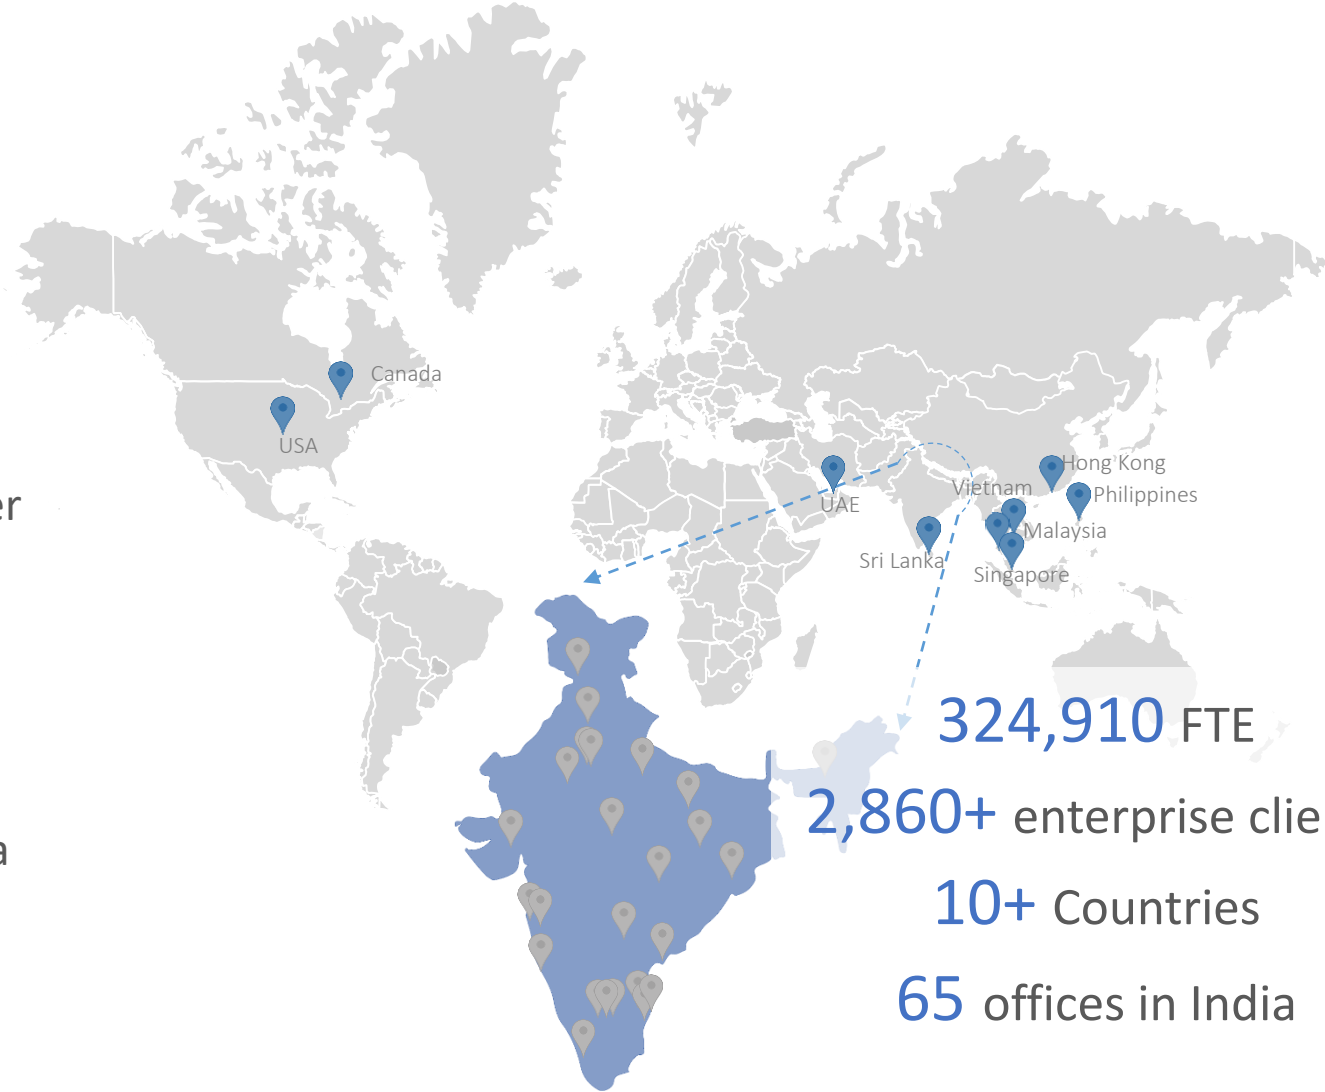 Canada
USA
Hong Kong
Vietnam
Philippines
UAE
er
Malaysia
Sri Lanka
Singapore
324,910 FTE
2,860+ enterprise clie
a
10+ Countries
65 offices in India